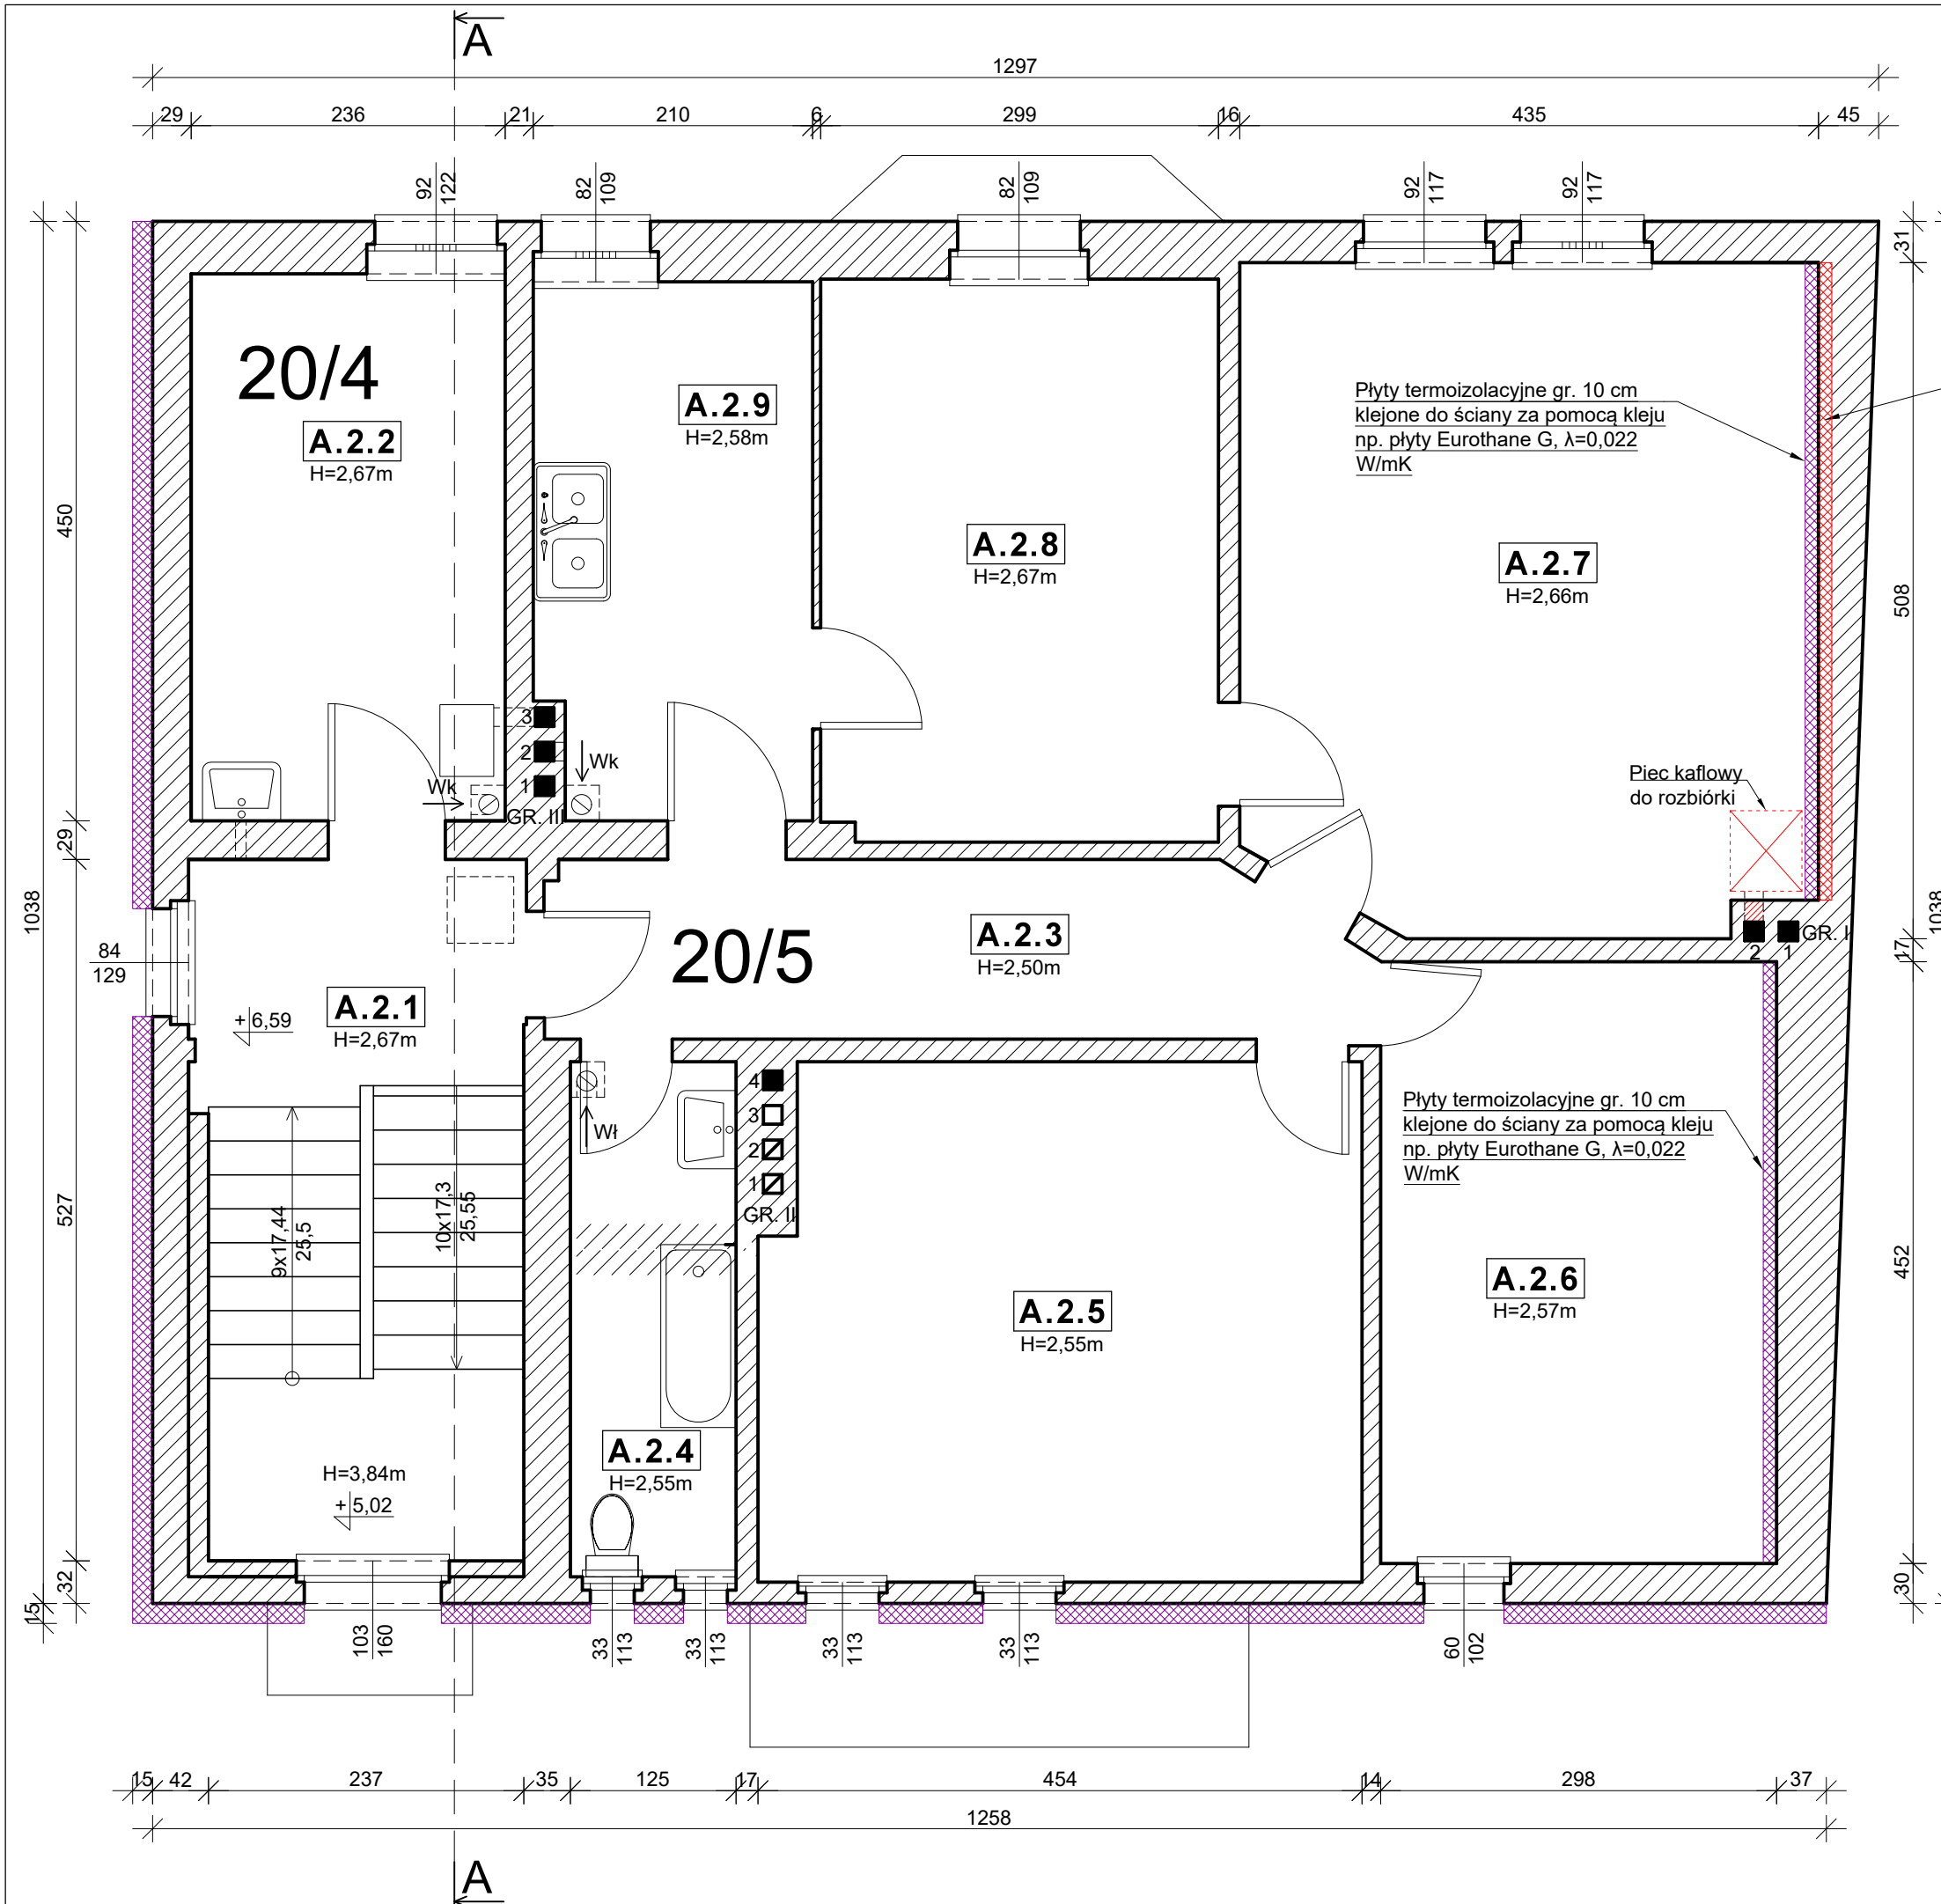 A
1297
29 236 21 210 6 299 16 435 45
92
122
82
109
82
109
92
117
92
117
20/4
A.2.2
H=2,67m
A.2.9
H=2,58m
A.2.8
H=2,67m
Płyty termoizolacyjne gr. 10 cm
klejone do ściany za pomocą kleju
np. płyty Eurothane G, λ=0,022
W/mK
A.2.7
H=2,66m
31
508
17
452
30
1038
450
29
527
32
15
1038
3
2
1
GR. III
Wk
Wk
Piec kaflowy
do rozbiórki
GR. I
2 1
84
129
20/5
A.2.3
H=2,50m
A.2.1
H=2,67m
+6,59
4
3
2
1
GR. II
Wł
Płyty termoizolacyjne gr. 10 cm
klejone do ściany za pomocą kleju
np. płyty Eurothane G, λ=0,022
W/mK
9x17,44
25,5
10x17,3
25,55
A.2.6
H=2,57m
A.2.5
H=2,55m
A.2.4
H=2,55m
H=3,84m
+5,02
103
160
33
113
33
113
33
113
33
113
60
102
15 42 237 35 125 17 454 14 298 37
1258
A